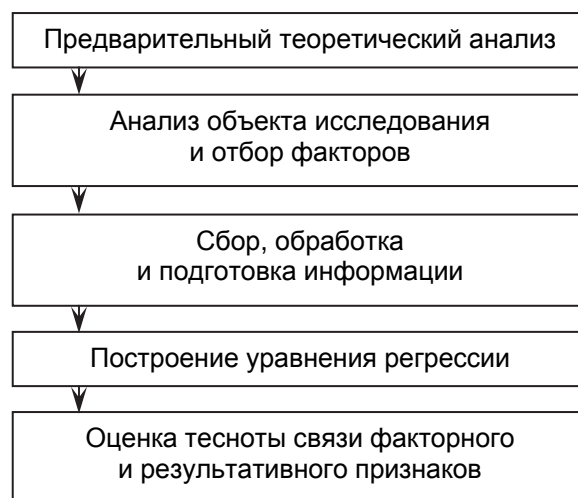 Предварительный теоретический анализ
Анализ объекта исследования
и отбор факторов
Сбор, обработка
и подготовка информации
Построение уравнения регрессии
Оценка тесноты связи факторного
и результативного признаков